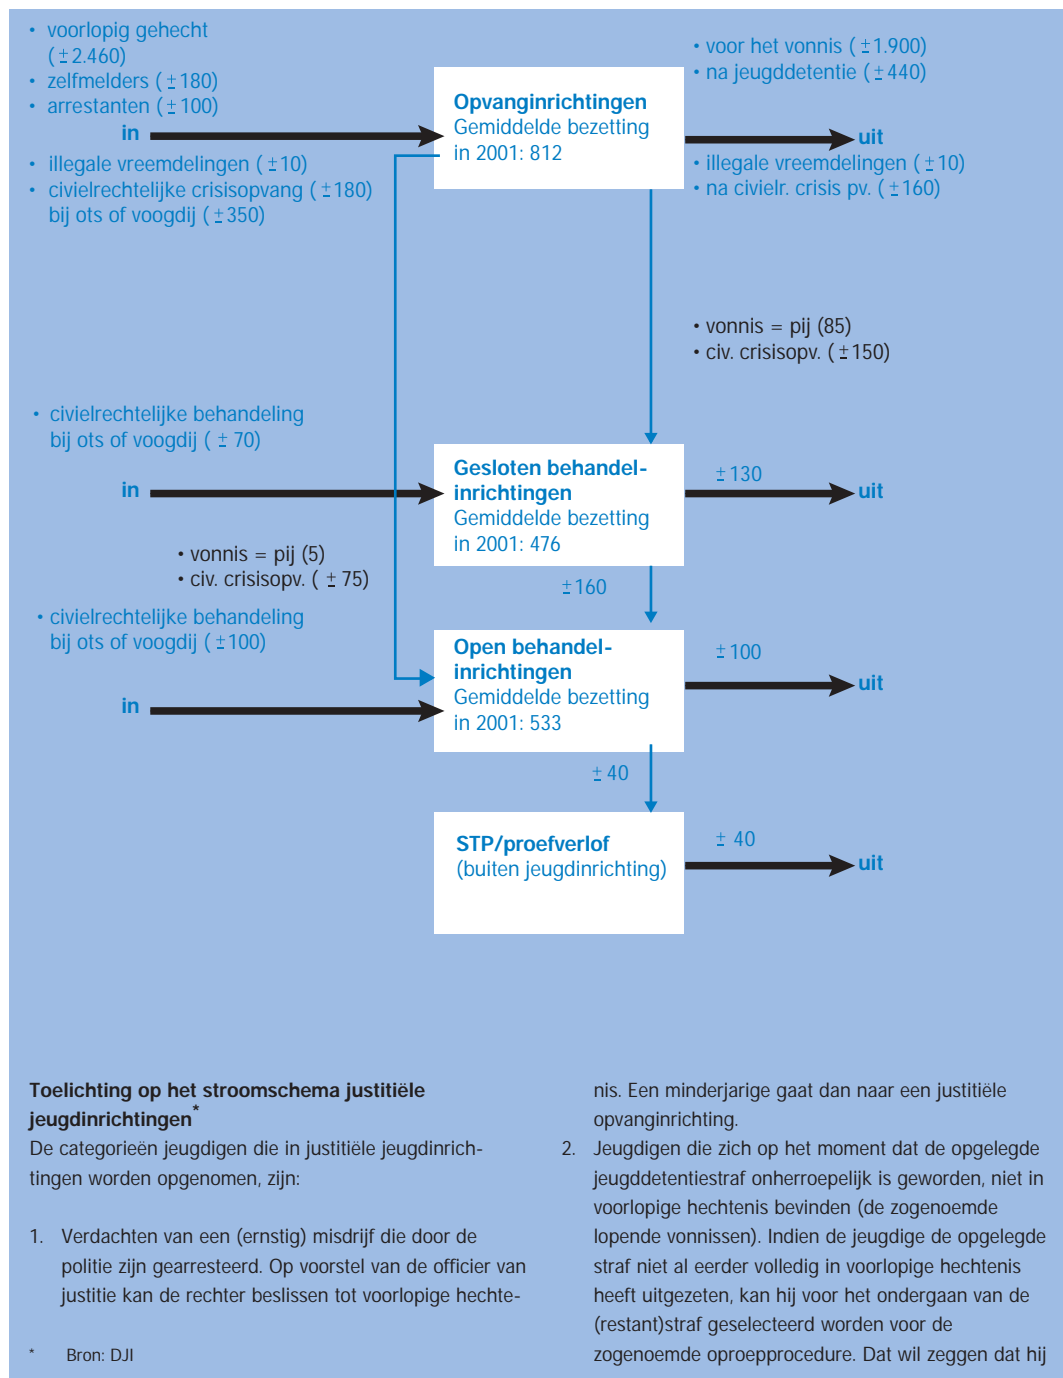 • voorlopig gehecht
(±2.460)
• zelfmelders (±180)
• arrestanten (±100)
in
• illegale vreemdelingen (±10)
• civielrechtelijke crisisopvang (±180)
bij ots of voogdij (±350)
Opvanginrichtingen
Gemiddelde bezetting
in 2001: 812
• voor het vonnis (±1.900)
• na jeugddetentie (±440)
uit
• illegale vreemdelingen (±10)
• na civielr. crisis pv. (±160)
• vonnis = pij (85)
• civ. crisisopv. (±150)
• civielrechtelijke behandeling
bij ots of voogdij (± 70)
in
Gesloten behandel-
inrichtingen
Gemiddelde bezetting
in 2001: 476
±130
uit
• vonnis = pij (5)
• civ. crisisopv. (± 75)
±160
• civielrechtelijke behandeling
bij ots of voogdij (±100)
in
Open behandel-
inrichtingen
Gemiddelde bezetting
in 2001: 533
±100
uit
± 40
STP/proefverlof
(buiten jeugdinrichting)
± 40
uit
Toelichting op het stroomschema justitiële
jeugdinrichtingen*
De categorieën jeugdigen die in justitiële jeugdinrich-
tingen worden opgenomen, zijn:
1. Verdachten van een (ernstig) misdrijf die door de
politie zijn gearresteerd. Op voorstel van de officier van
justitie kan de rechter beslissen tot voorlopige hechte-
* Bron: DJI
nis. Een minderjarige gaat dan naar een justitiële
opvanginrichting.
2. Jeugdigen die zich op het moment dat de opgelegde
jeugddetentiestraf onherroepelijk is geworden, niet in
voorlopige hechtenis bevinden (de zogenoemde
lopende vonnissen). Indien de jeugdige de opgelegde
straf niet al eerder volledig in voorlopige hechtenis
heeft uitgezeten, kan hij voor het ondergaan van de
(restant)straf geselecteerd worden voor de
zogenoemde oproepprocedure. Dat wil zeggen dat hij